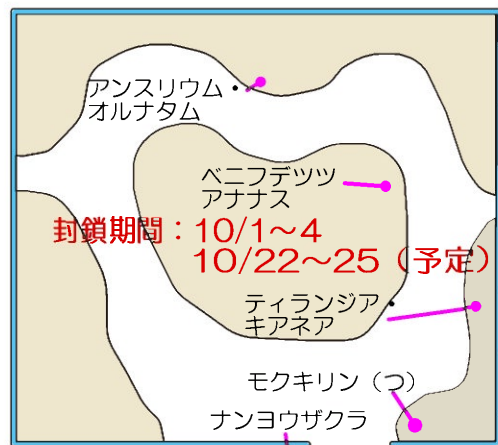 アンスリウム
オルナタム
ベニフデツツ
アナナス
封鎖期間：10/1～4
10/22～25（予定）
ティランジア
キアネア
モクキリン（つ）
ナンヨウザクラ